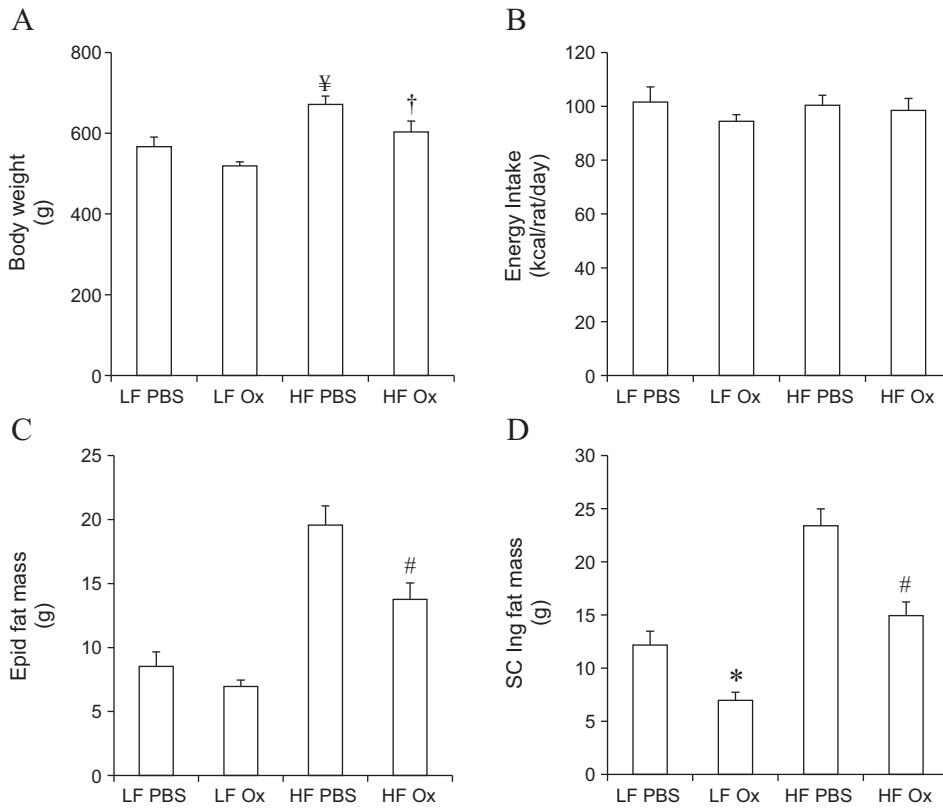 A
Body weight
(g)
800
600
400
200
0
¥
†
LF PBS LF Ox HF PBS HF Ox
B
Energy Intake
(kcal/rat/day)
120
100
80
60
40
20
0
LF PBS LF Ox HF PBS HF Ox
C
Epid fat mass
(g)
25
20
15
10
5
0
#
LF PBS LF Ox HF PBS HF Ox
D
SC Ing fat mass
(g)
30
25
20
15
10
5
0
*
#
LF PBS LF Ox HF PBS HF Ox